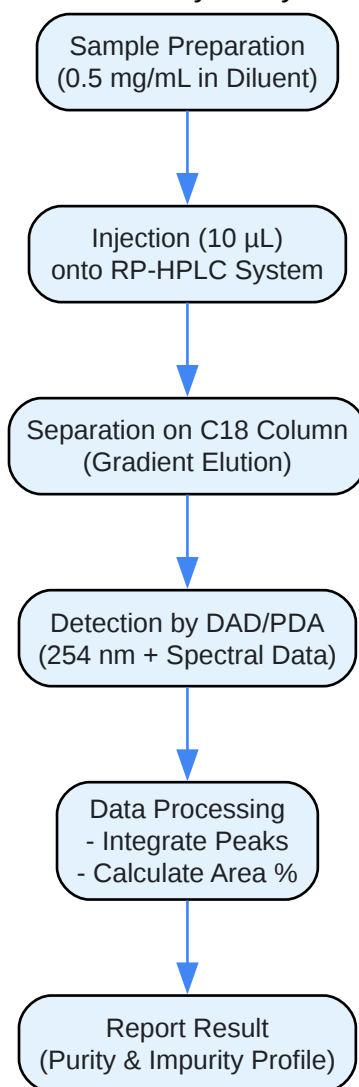 Sample Preparation
(0.5 mg/mL in Diluent)
Injection (10 µL)
onto RP-HPLC System
Separation on C18 Column
(Gradient Elution)
Detection by DAD/PDA
(254 nm + Spectral Data)
Data Processing
- Integrate Peaks
- Calculate Area %
Report Result
(Purity & Impurity Profile)